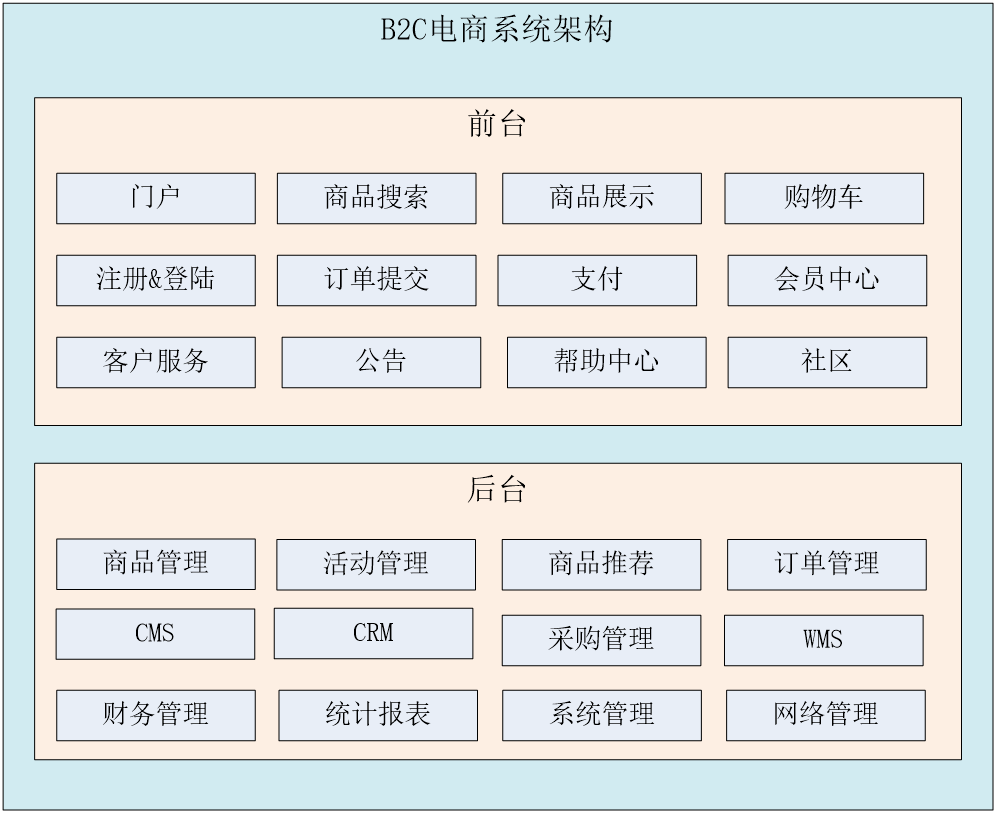 B2C电商系统架构
前台
门户
商品搜索
商品展示
购物车
注册&登陆
订单提交
支付
会员中心
客户服务
公告
帮助中心
社区
后台
商品管理
活动管理
商品推荐
订单管理
CMS
CRM
采购管理
WMS
财务管理
统计报表
系统管理
网络管理